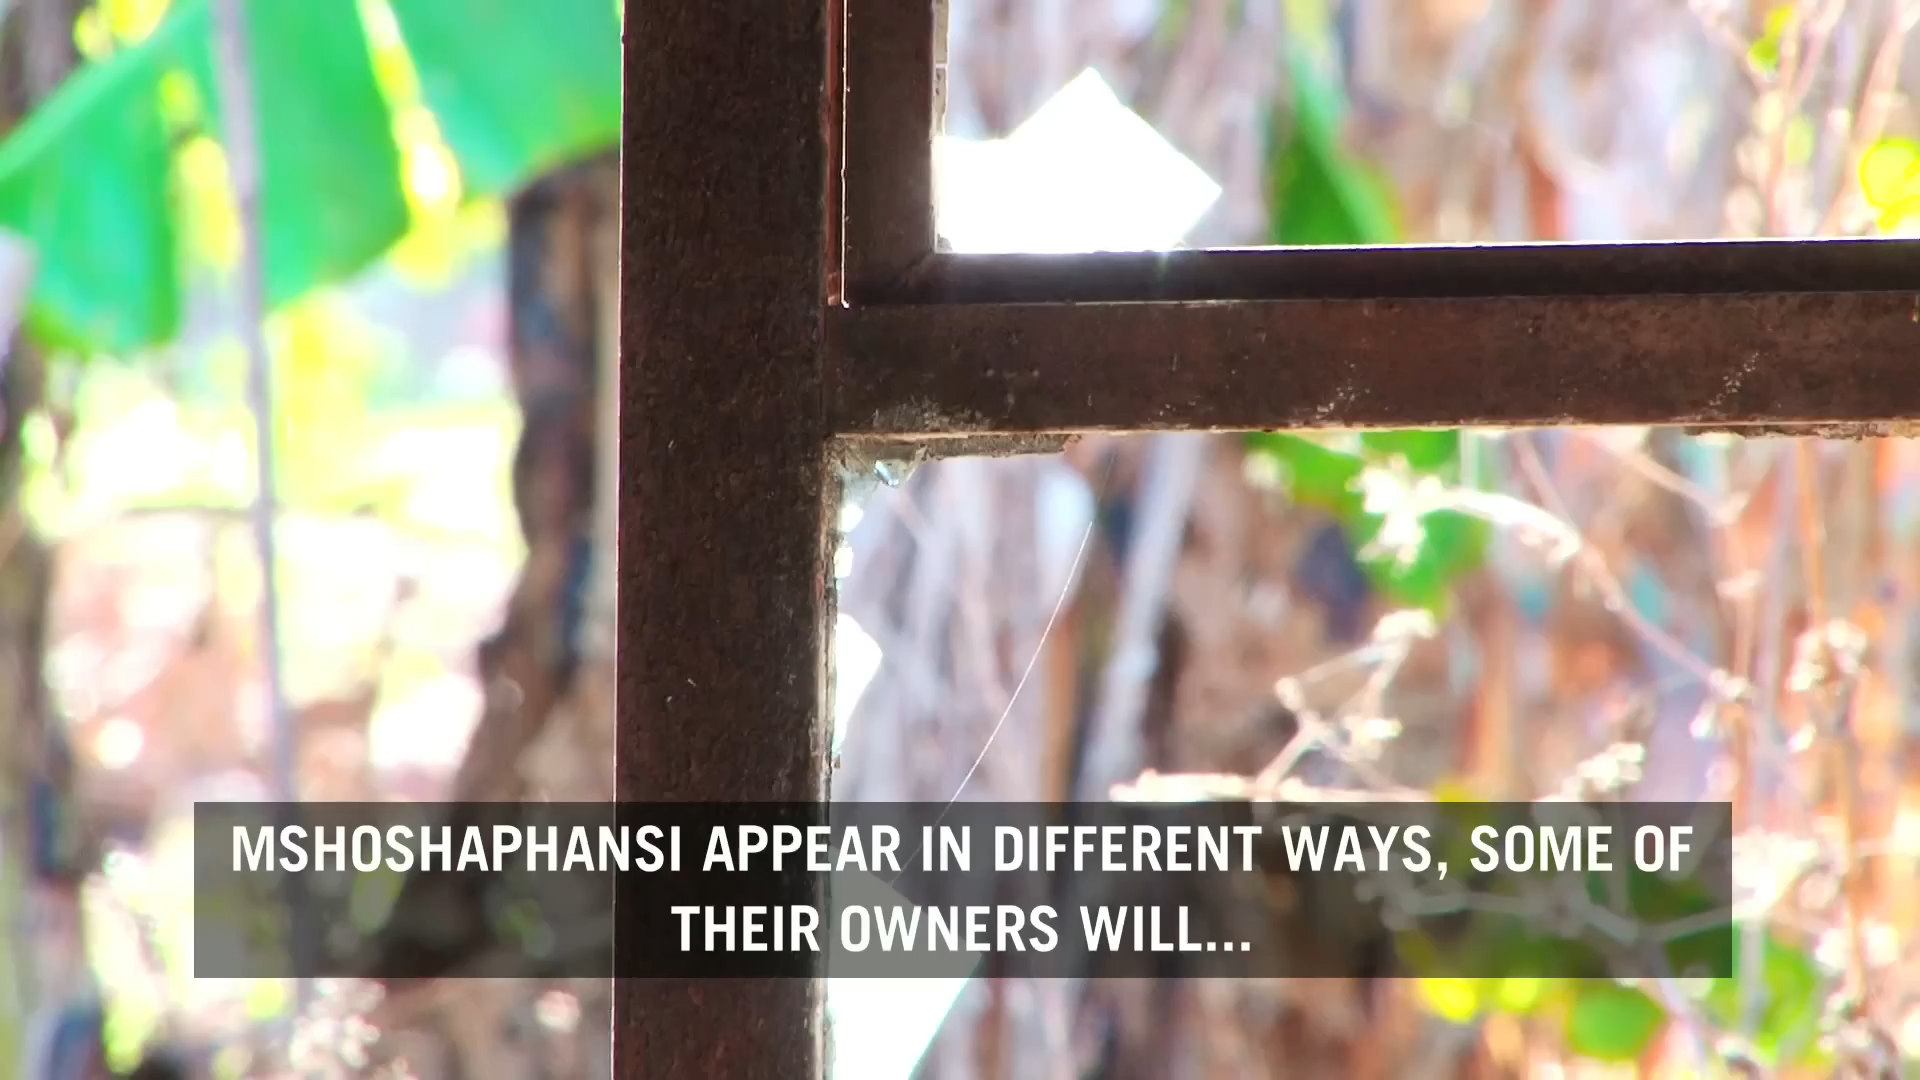 MSHOSHAPHANSI APPEAR IN DIFFERENT WAYS, SOME OF
THEIR OWNERS WILL...